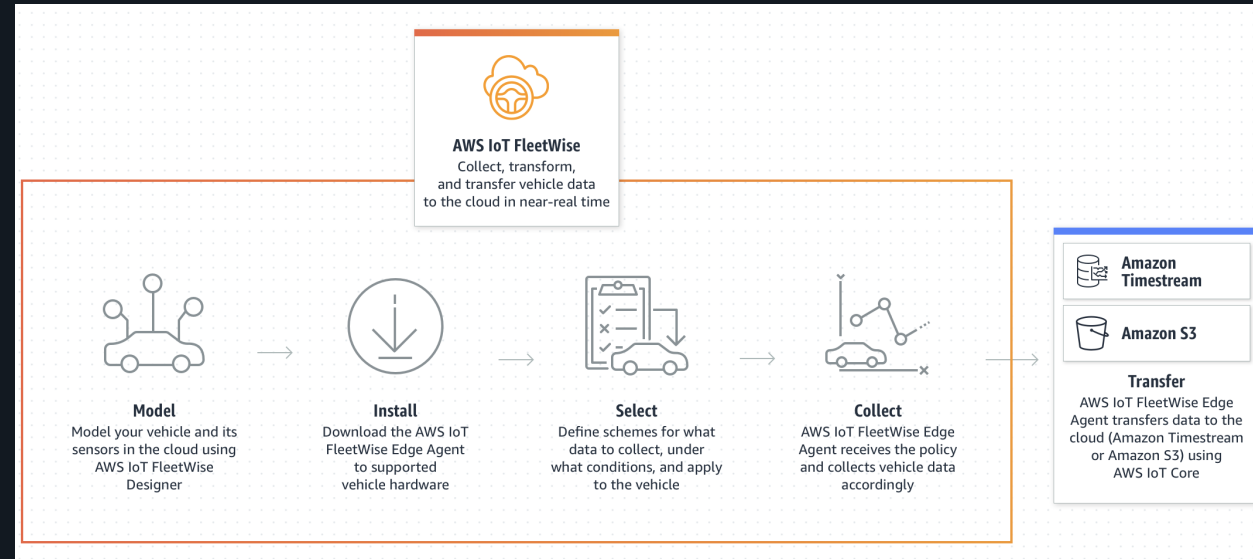 AWS IoT FleetWise
Collect, transform,
and transfer vehicle data
to the cloud in near-real time
Model
Model your vehicle and its
sensors in the cloud using
AWS IoT FleetWise
Designer
Install
Download the AWS IoT
FleetWise Edge Agent
to supported
vehicle hardware
Select
Define schemes for what
data to collect, under
what conditions, and apply
to the vehicle
Collect
AWS IoT FleetWise Edge
Agent receives the policy
and collects vehicle data
accordingly
Amazon
Timestream
Amazon S3
Transfer
AWS IoT FleetWise Edge
Agent transfers data to the
cloud (Amazon Timestream
or Amazon S3) using
AWS IoT Core